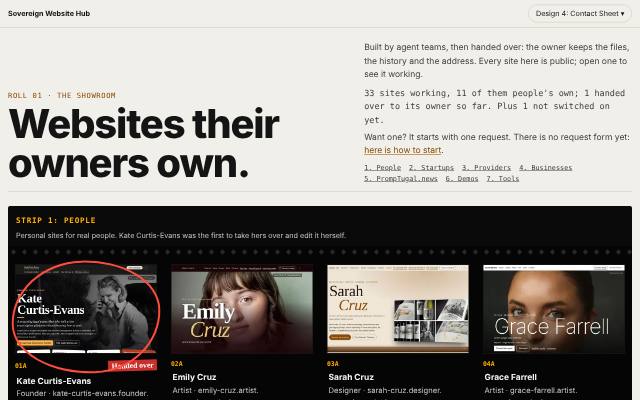 Sovereign Website Hub
Design 4: Contact Sheet ▾
ROLL 01 · THE SHOWROOM
Websites their
owners own.
Built by agent teams, then handed over: the owner keeps the files,
the history and the address. Every site here is public; open one to
see it working.
33 sites working, 11 of them people's own; 1 handed
over to its owner so far. Plus 1 not switched on
yet.
Want one? It starts with one request. There is no request form yet:
here is how to start.
1. People 2. Startups 3. Providers 4. Businesses
5. PrompTugal.news 6. Demos 7. Tools
STRIP 1: PEOPLE
Personal sites for real people. Kate Curtis-Evans was the first to take hers over and edit it herself.
Kate
Curtis-Evans
Emily
Cruz
Sarah
Cruz
Grace Farrell
01A
Handed over
02A
03A
04A
Kate Curtis-Evans
Emily Cruz
Sarah Cruz
Grace Farrell
Founder · kate-curtis-evans.founder.
Artist · emily-cruz.artist.
Designer · sarah-cruz.designer.
Artist · grace-farrell.artist.